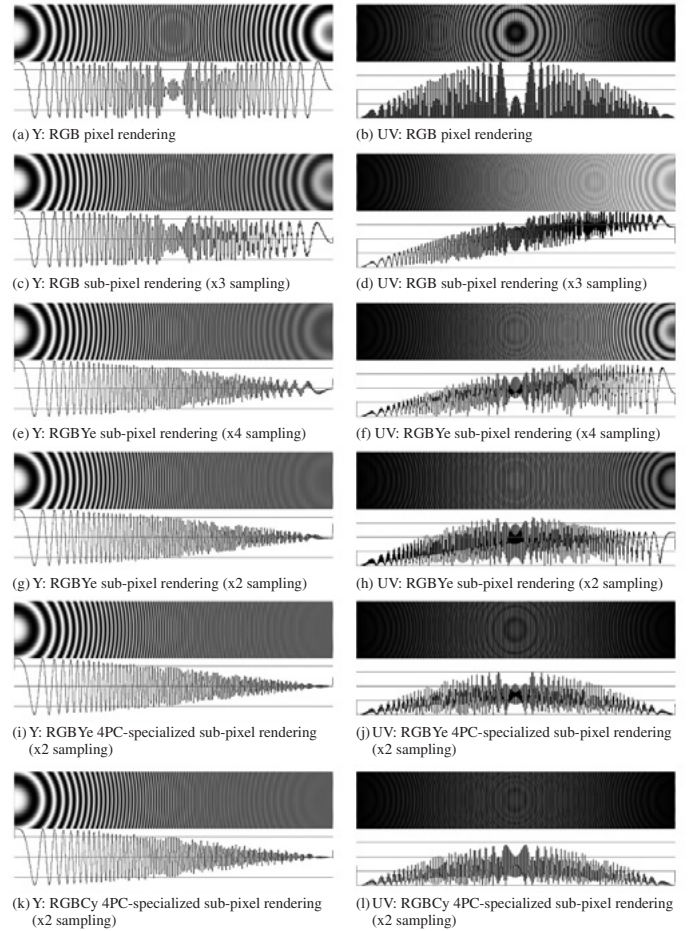 (a) Y: RGB pixel rendering
(b) UV: RGB pixel rendering
(c) Y: RGB sub-pixel rendering (x3 sampling)
(d) UV: RGB sub-pixel rendering (x3 sampling)
(e) Y: RGBYe sub-pixel rendering (x4 sampling)
(f) UV: RGBYe sub-pixel rendering (x4 sampling)
(g) Y: RGBYe sub-pixel rendering (x2 sampling)
(h) UV: RGBYe sub-pixel rendering (x2 sampling)
(i) Y: RGBYe 4PC-specialized sub-pixel rendering
(x2 sampling)
(j) UV: RGBYe 4PC-specialized sub-pixel rendering
(x2 sampling)
(k) Y: RGBCy 4PC-specialized sub-pixel rendering
(x2 sampling)
(l) UV: RGBCy 4PC-specialized sub-pixel rendering
(x2 sampling)